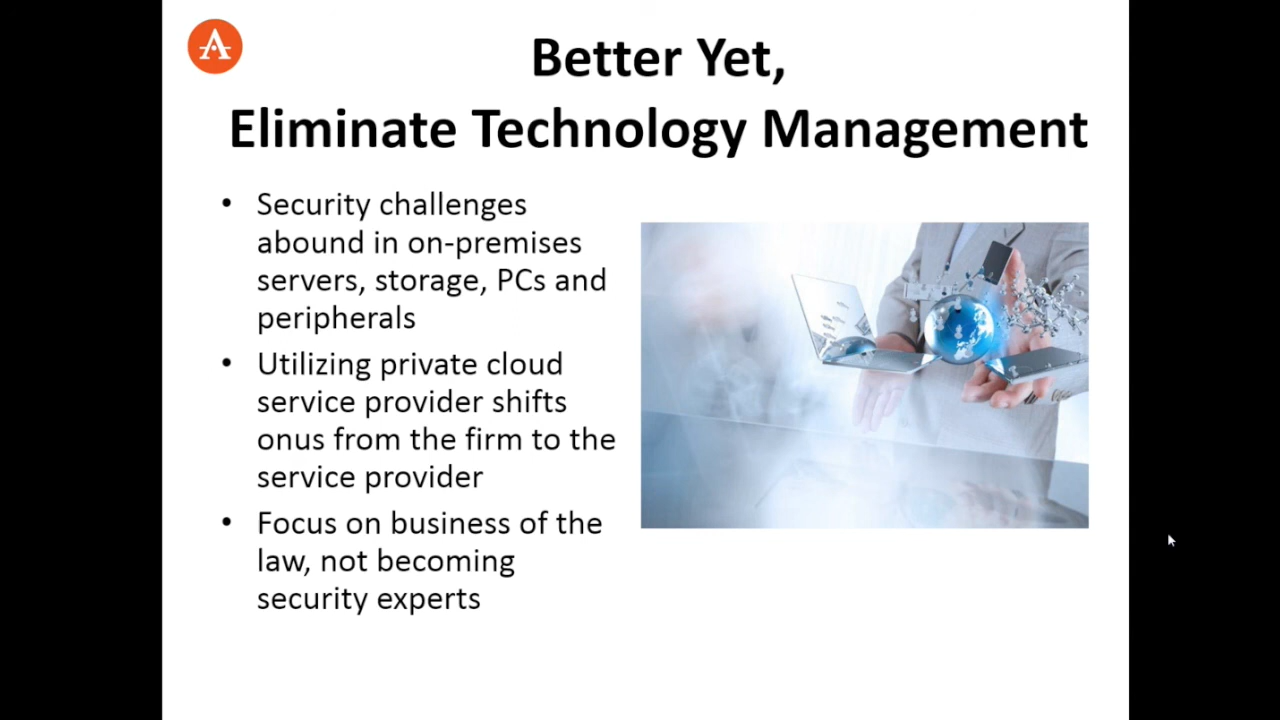 Better Yet,
Eliminate Technology Management
• Security challenges
abound in on-premises
servers, storage, PCs and
peripherals
• Utilizing private cloud
service provider shifts
onus from the firm to the
service provider
• Focus on business of the
law, not becoming
security experts